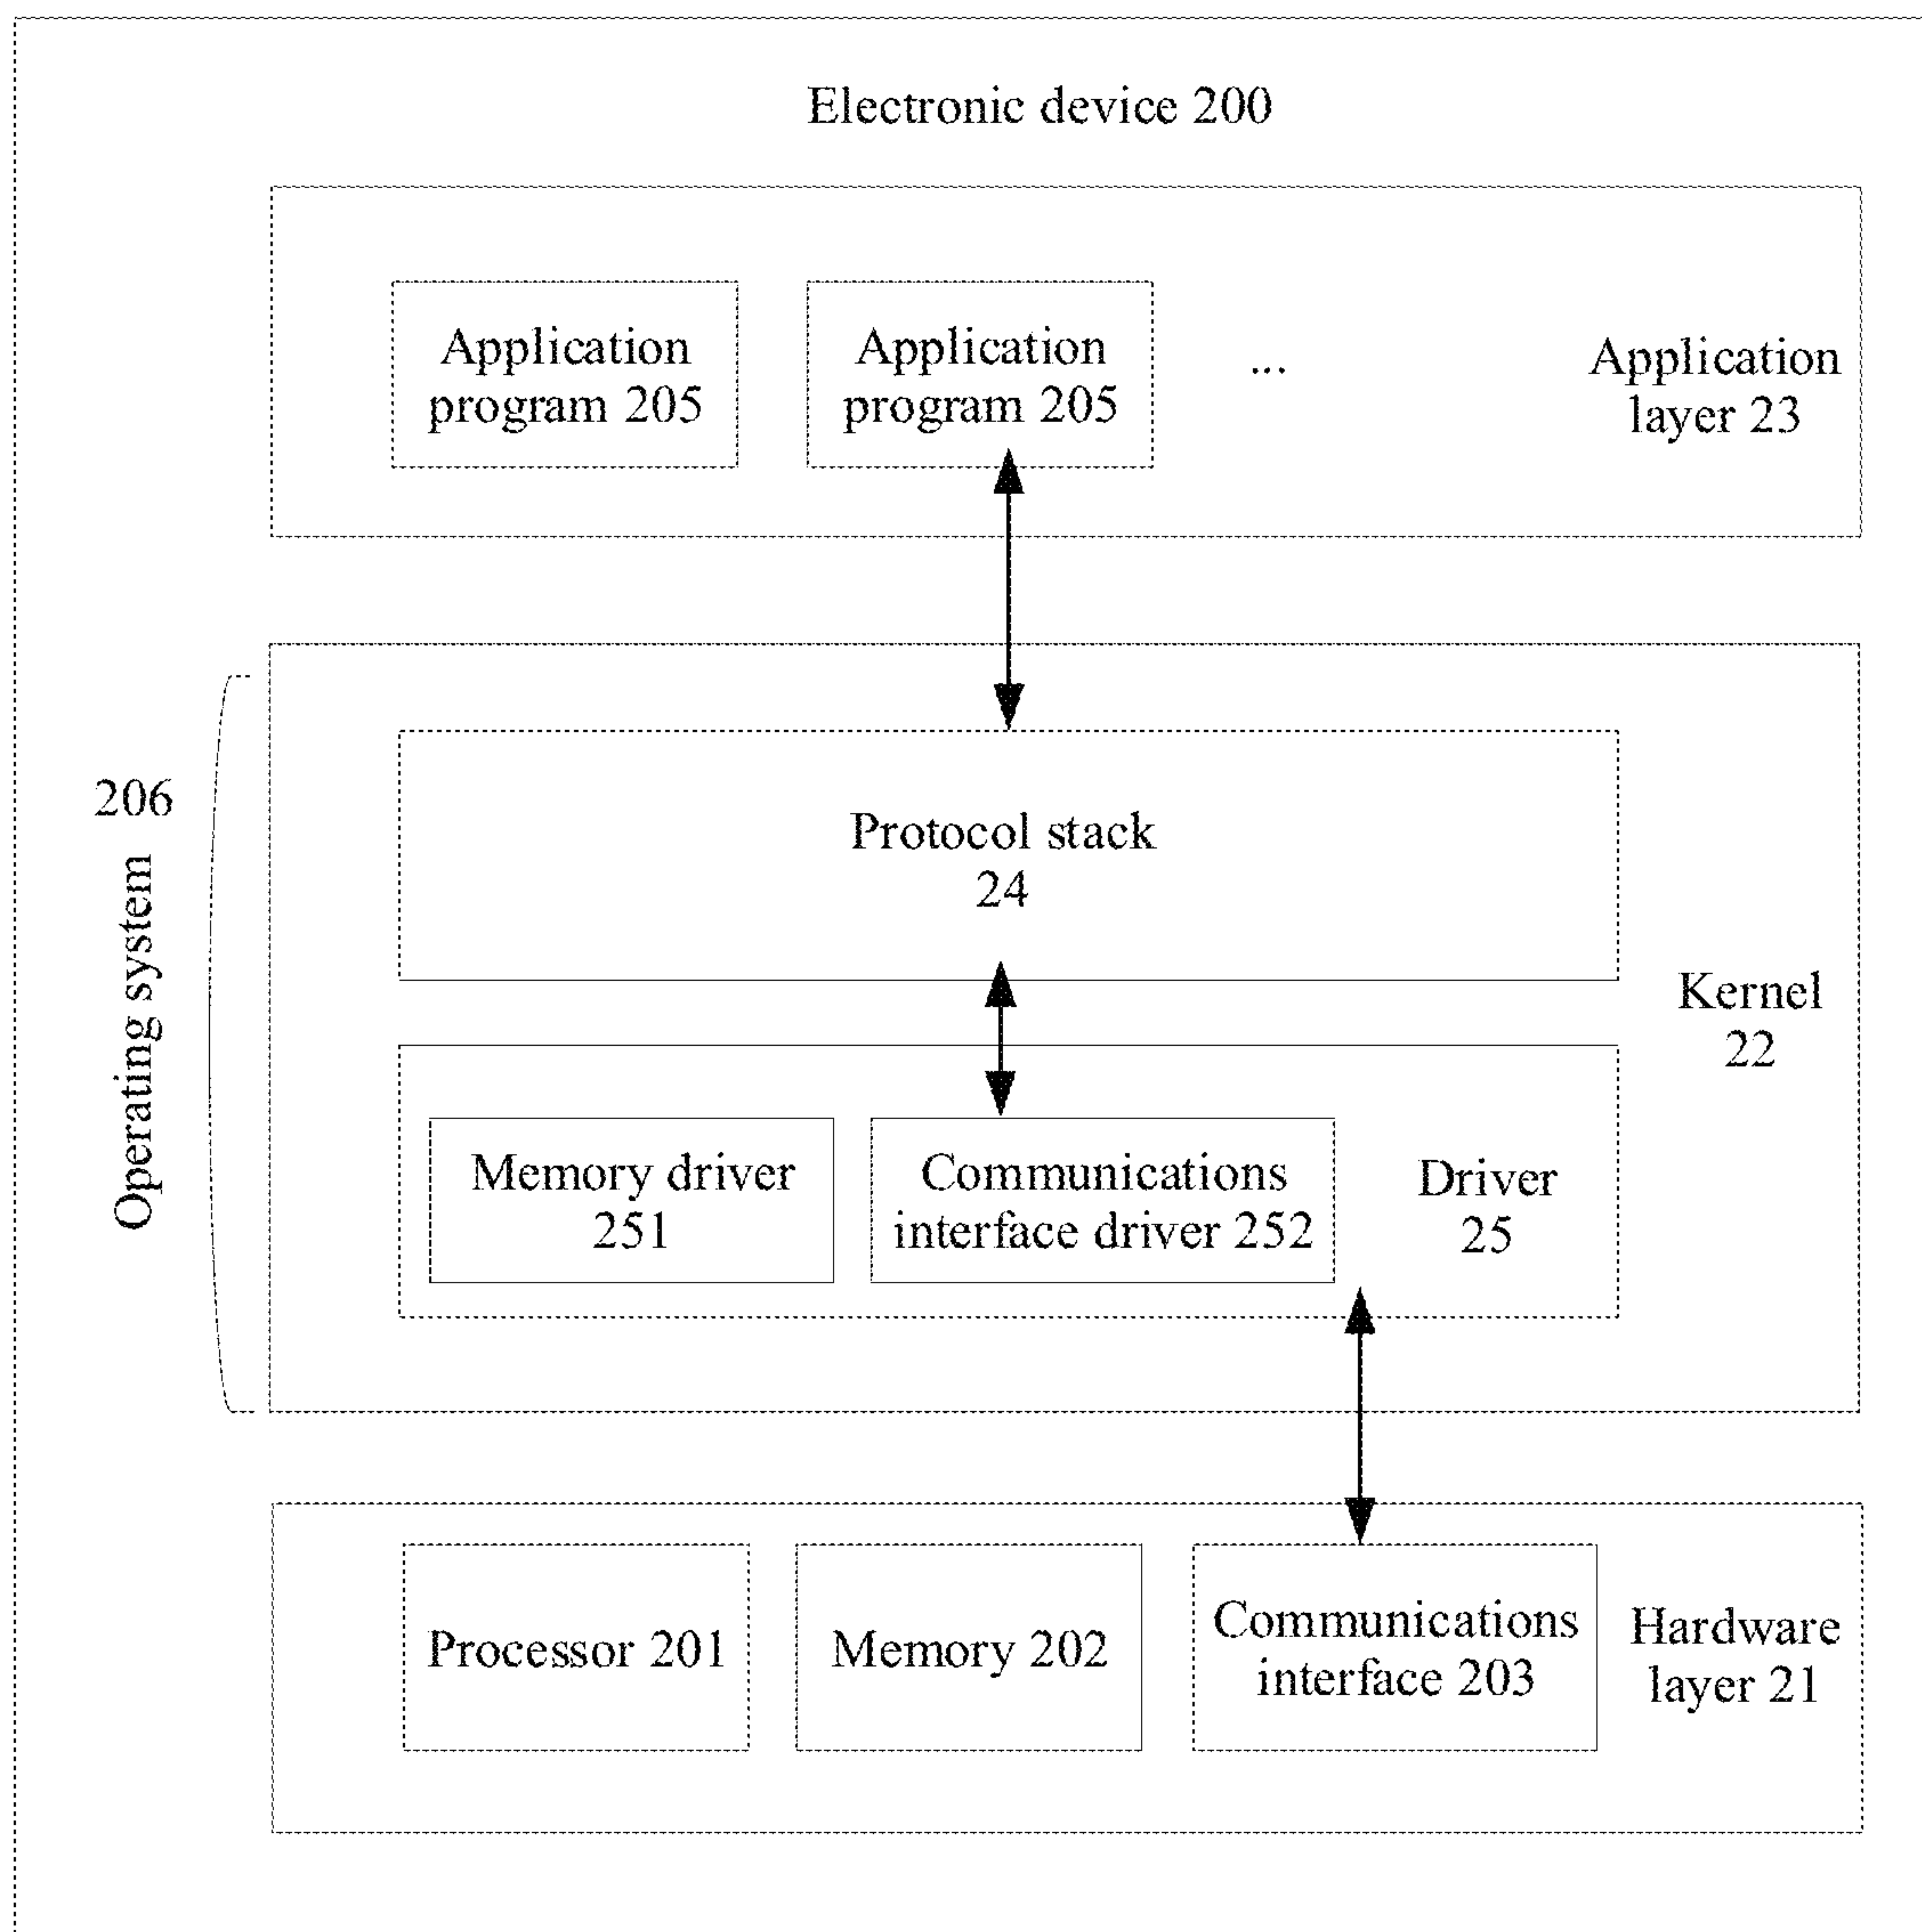 Electronic device 200
Application
program 205
Application
program 205
...
Application
layer 23
206
Operating system
Protocol stack
24
Kernel
22
Memory driver
251
Communications
interface driver 252
Driver
25
Processor 201
Memory 202
Communications
interface 203
Hardware
layer 21